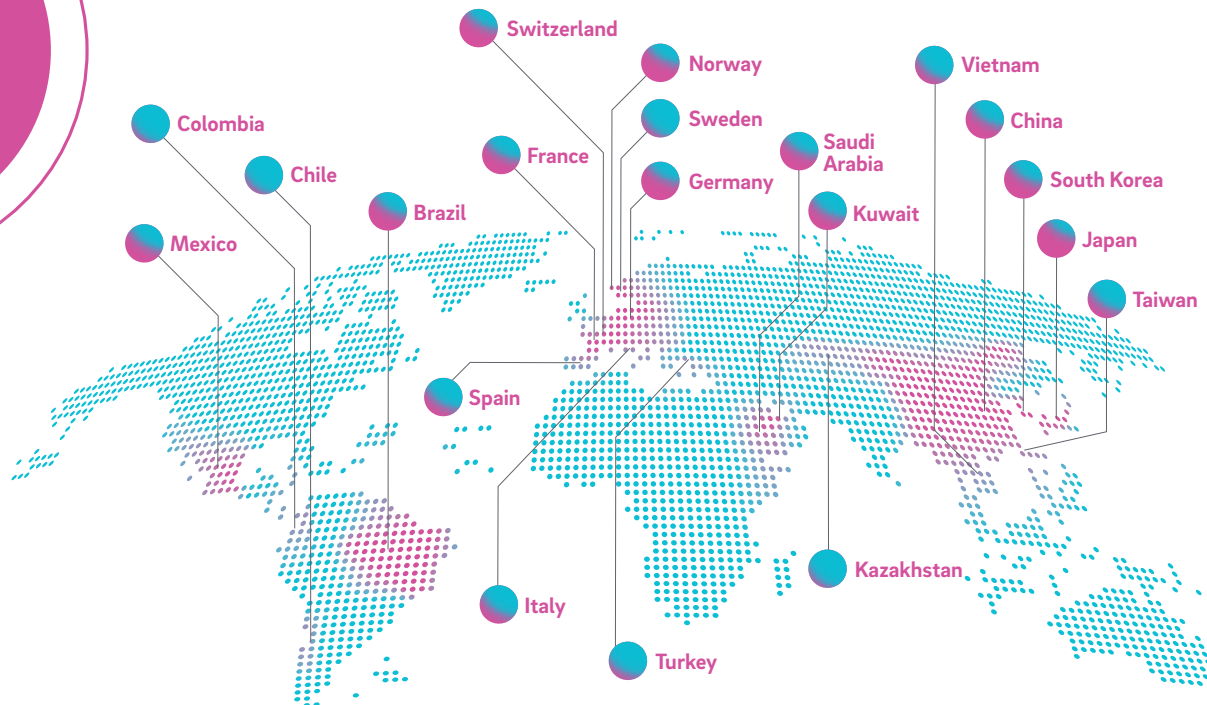 Switzerland
Norway
Vietnam
Sweden
China
Colombia
Saudi
Arabia
France
Chile
Germany
South Korea
Brazil
Kuwait
Mexico
Japan
Taiwan
Spain
Kazakhstan
Italy
Turkey